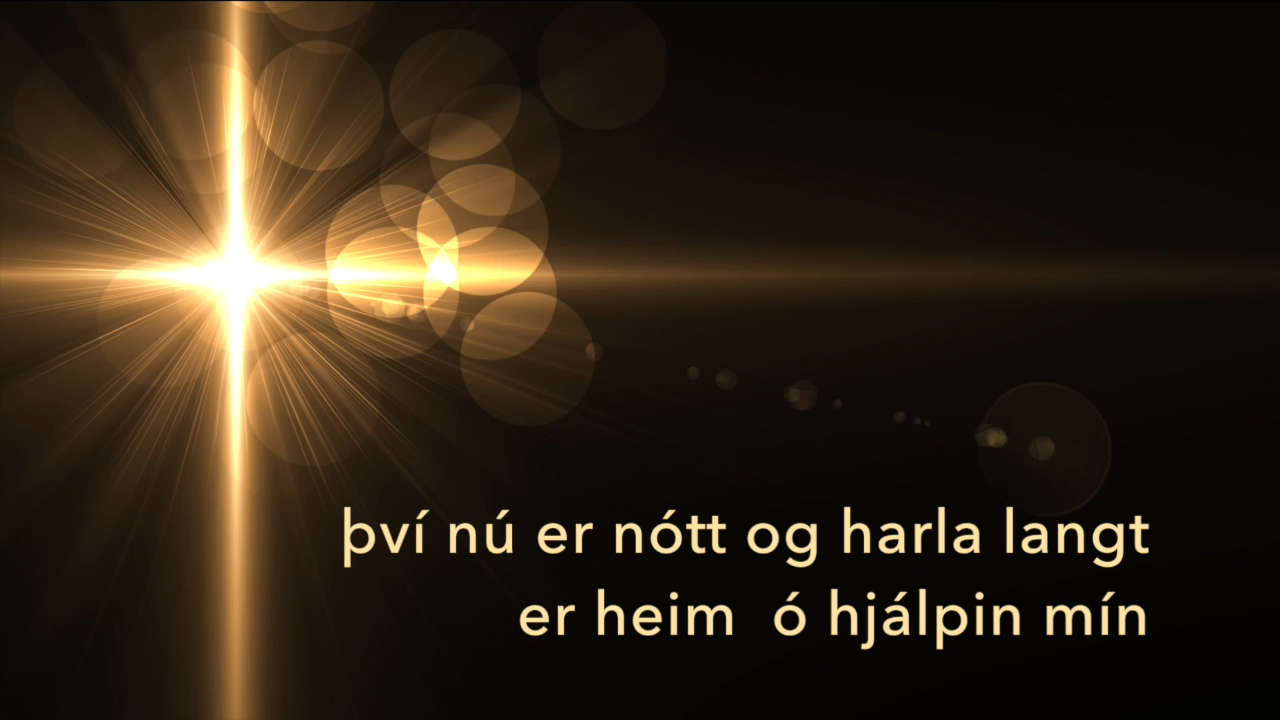 því nú er nótt og harla langt
er heim  ó hjálpin mín